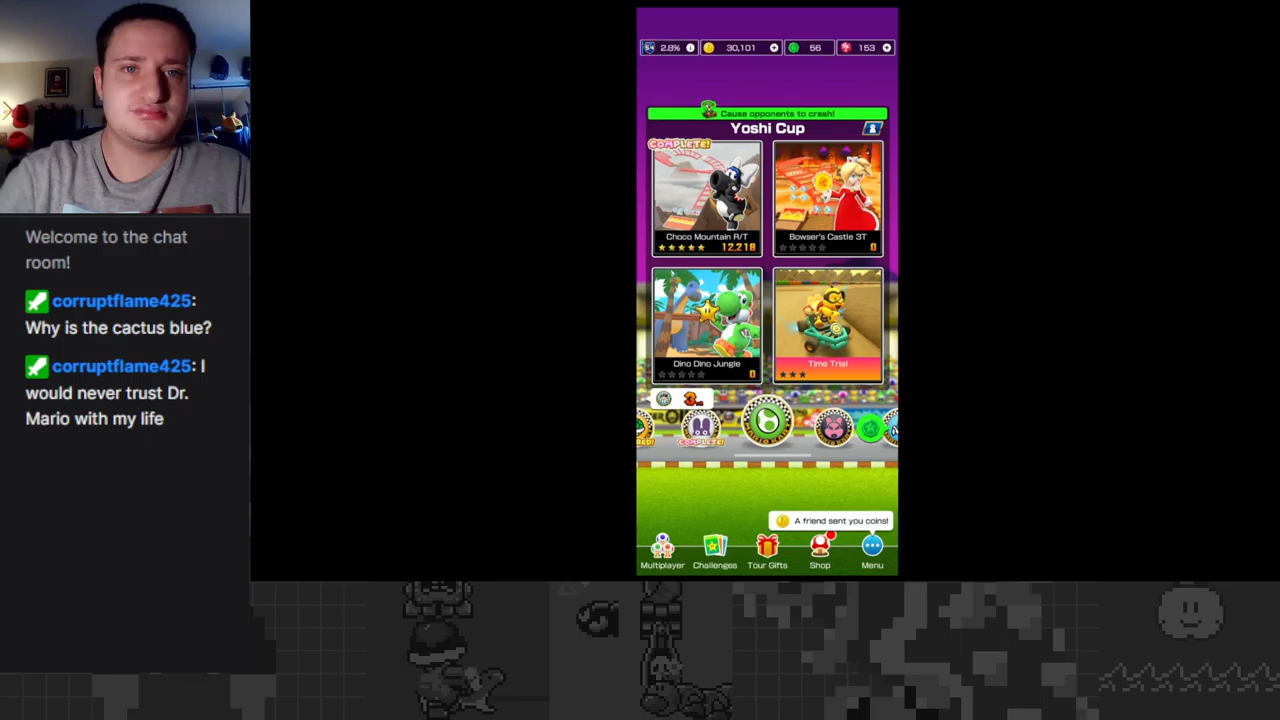 Welcome to the chat
room!
corruptflame425:
Why is the cactus blue?
corruptflame425: I
would never trust Dr.
Mario with my life
54 2.8% 30,101 56 153
Cause opponents to crash!
Yoshi Cup
COMPLETE!
Choco Mountain R/T
12,218
Bowser's Castle 3T
0
Dino Dino Jungle
0
Time Trial
3
COMPLETE!
A friend sent you coins!
Multiplayer Challenges Tour Gifts Shop Menu